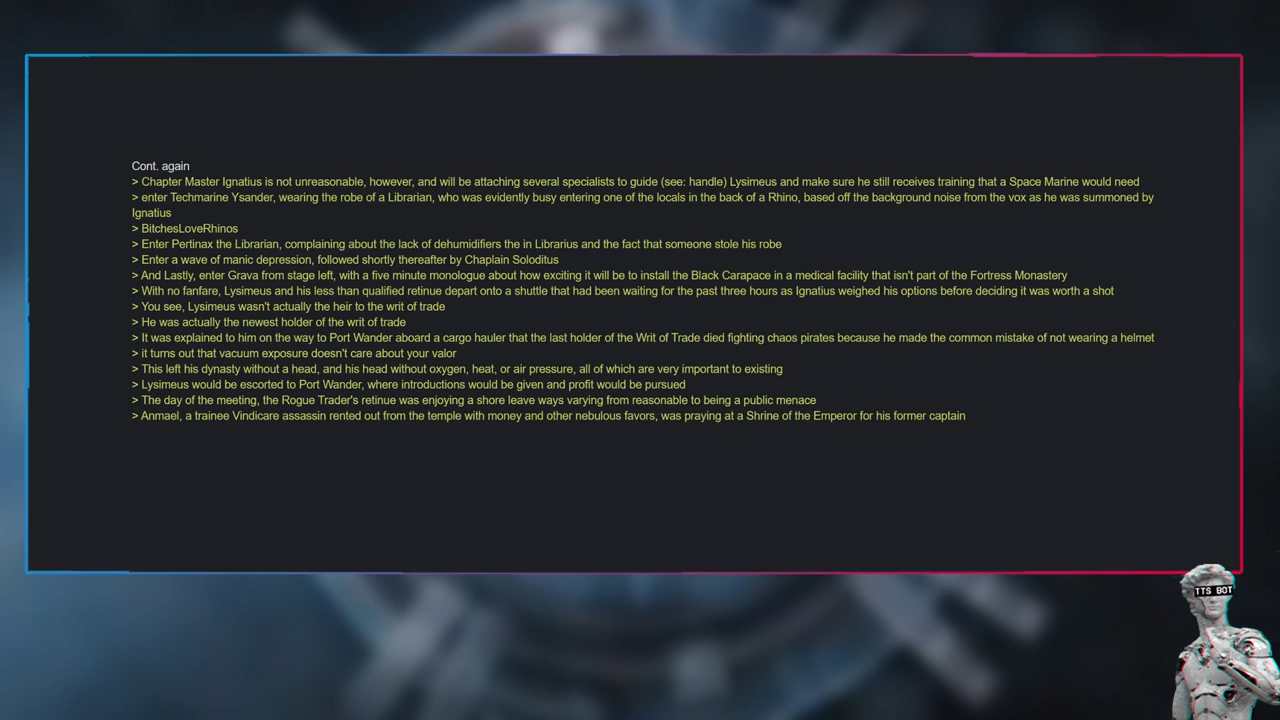 Cont. again
> Chapter Master Ignatius is not unreasonable, however, and will be attaching several specialists to guide (see: handle) Lysimeus and make sure he still receives training that a Space Marine would need
> enter Techmarine Ysander, wearing the robe of a Librarian, who was evidently busy entering one of the locals in the back of a Rhino, based off the background noise from the vox as he was summoned by
Ignatius
> BitchesLoveRhinos
> Enter Pertinax the Librarian, complaining about the lack of dehumidifiers the in Librarius and the fact that someone stole his robe
> Enter a wave of manic depression, followed shortly thereafter by Chaplain Soloditus
> And Lastly, enter Grava from stage left, with a five minute monologue about how exciting it will be to install the Black Carapace in a medical facility that isn't part of the Fortress Monastery
> With no fanfare, Lysimeus and his less than qualified retinue depart onto a shuttle that had been waiting for the past three hours as Ignatius weighed his options before deciding it was worth a shot
> You see, Lysimeus wasn't actually the heir to the writ of trade
> He was actually the newest holder of the writ of trade
> It was explained to him on the way to Port Wander aboard a cargo hauler that the last holder of the Writ of Trade died fighting chaos pirates because he made the common mistake of not wearing a helmet
> it turns out that vacuum exposure doesn't care about your valor
> This left his dynasty without a head, and his head without oxygen, heat, or air pressure, all of which are very important to existing
> Lysimeus would be escorted to Port Wander, where introductions would be given and profit would be pursued
> The day of the meeting, the Rogue Trader's retinue was enjoying a shore leave ways varying from reasonable to being a public menace
> Anmael, a trainee Vindicare assassin rented out from the temple with money and other nebulous favors, was praying at a Shrine of the Emperor for his former captain
TTS BOT